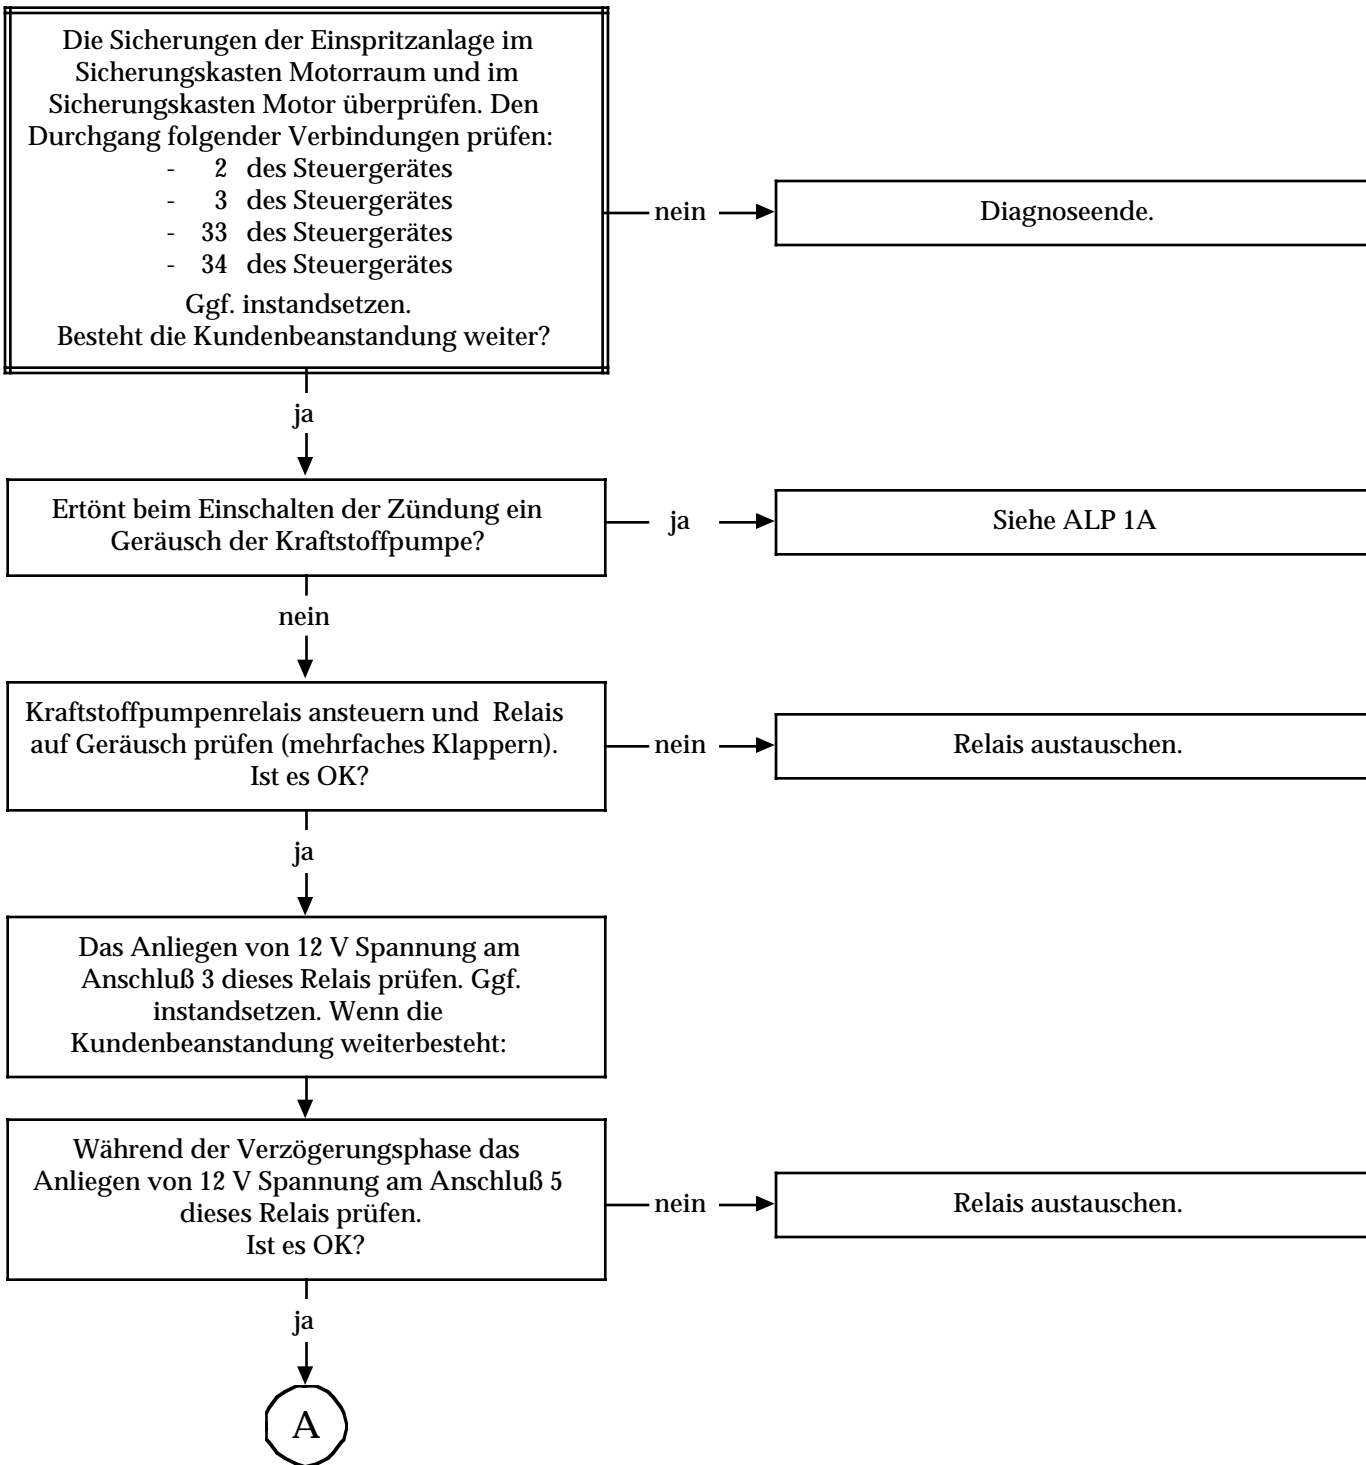 Die Sicherungen der Einspritzanlage im
Sicherungskasten Motorraum und im
Sicherungskasten Motor überprüfen. Den
Durchgang folgender Verbindungen prüfen:
- 2 des Steuergerätes
- 3 des Steuergerätes
- 33 des Steuergerätes
- 34 des Steuergerätes
Ggf. instandsetzen.
Besteht die Kundenbeanstandung weiter?
nein
Diagnoseende.
ja
Ertönt beim Einschalten der Zündung ein
Geräusch der Kraftstoffpumpe?
ja
Siehe ALP 1A
nein
Kraftstoffpumpenrelais ansteuern und Relais
auf Geräusch prüfen (mehrfaches Klappern).
Ist es OK?
nein
Relais austauschen.
ja
Das Anliegen von 12 V Spannung am
Anschluß 3 dieses Relais prüfen. Ggf.
instandsetzen. Wenn die
Kundenbeanstandung weiterbesteht:
Während der Verzögerungsphase das
Anliegen von 12 V Spannung am Anschluß 5
dieses Relais prüfen.
Ist es OK?
nein
Relais austauschen.
ja
A